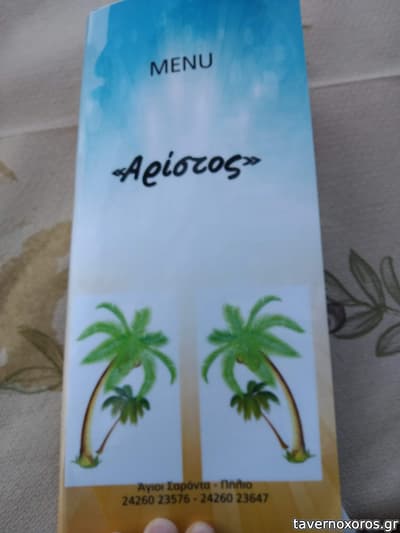 MENU
«Αρίστος»
Άγιοι Σαράντα - Πήλιο
24260 23576 - 24260 23647
tavernoxoros.gr